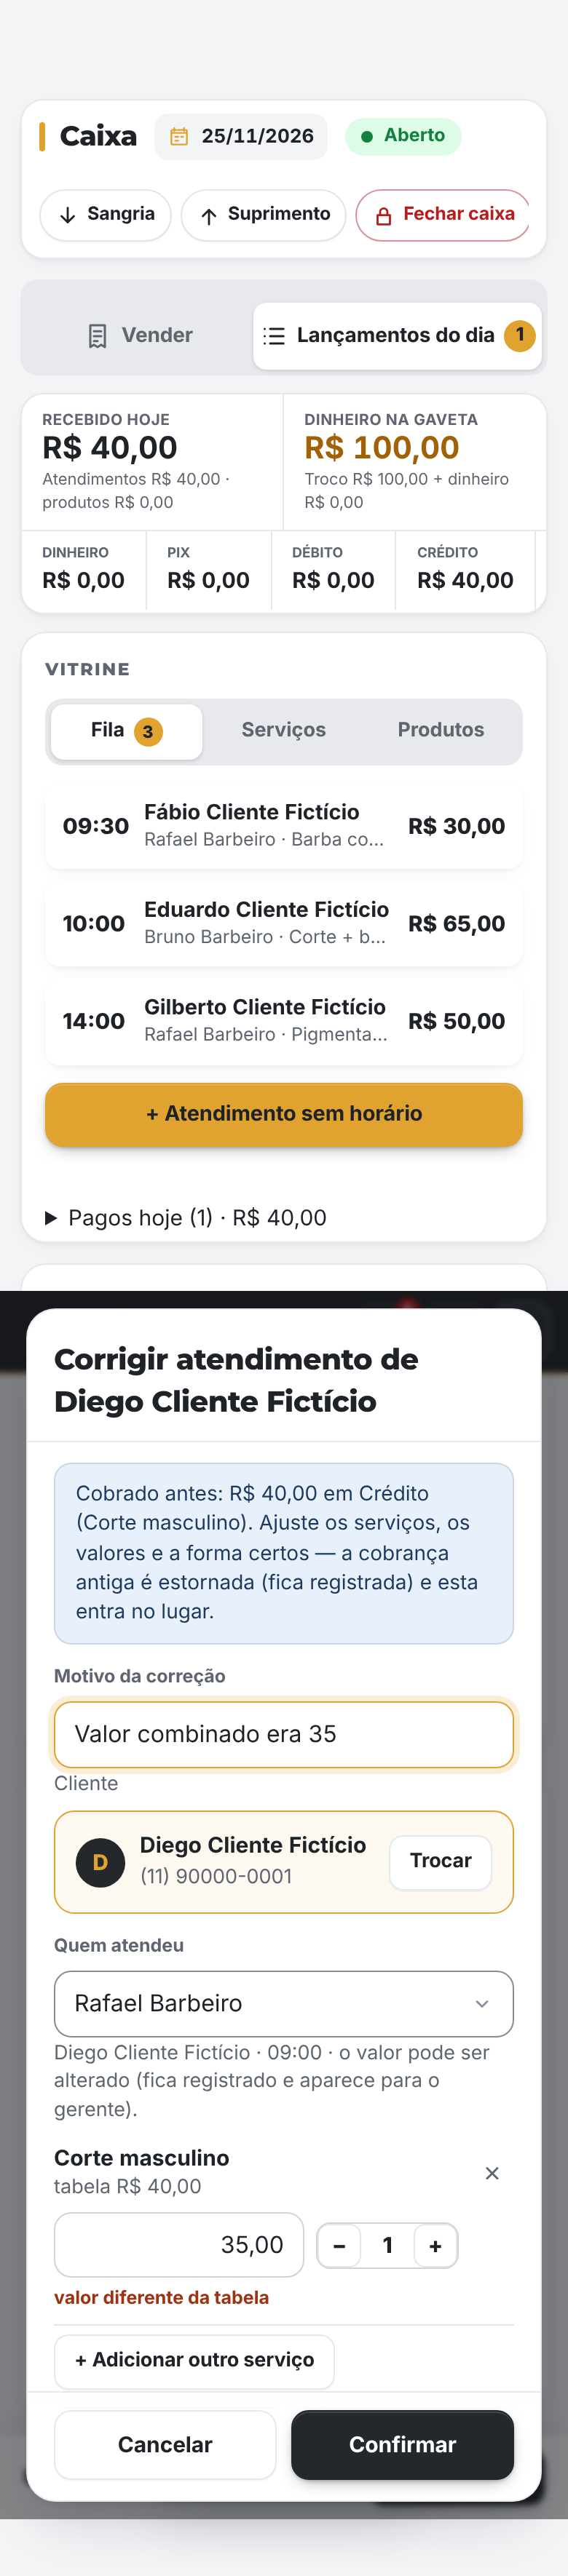 Caixa
25/11/2026
Aberto
Sangria
Suprimento
Fechar caixa
Vender
Lançamentos do dia 1
RECEBIDO HOJE
R$ 40,00
Atendimentos R$ 40,00 ·
produtos R$ 0,00
DINHEIRO NA GAVETA
R$ 100,00
Troco R$ 100,00 + dinheiro
R$ 0,00
DINHEIRO
R$ 0,00
PIX
R$ 0,00
DÉBITO
R$ 0,00
CRÉDITO
R$ 40,00
VITRINE
Fila 3
Serviços
Produtos
09:30
Fábio Cliente Fictício
Rafael Barbeiro · Barba co...
R$ 30,00
10:00
Eduardo Cliente Fictício
Bruno Barbeiro · Corte + b...
R$ 65,00
14:00
Gilberto Cliente Fictício
Rafael Barbeiro · Pigmenta...
R$ 50,00
+ Atendimento sem horário
Pagos hoje (1) · R$ 40,00
Corrigir atendimento de
Diego Cliente Fictício
Cobrado antes: R$ 40,00 em Crédito
(Corte masculino). Ajuste os serviços, os
valores e a forma certos — a cobrança
antiga é estornada (fica registrada) e esta
entra no lugar.
Motivo da correção
Valor combinado era 35
Cliente
D
Diego Cliente Fictício
(11) 90000-0001
Trocar
Quem atendeu
Rafael Barbeiro
Diego Cliente Fictício · 09:00 · o valor pode ser
alterado (fica registrado e aparece para o
gerente).
Corte masculino
tabela R$ 40,00
×
35,00
− 1 +
valor diferente da tabela
+ Adicionar outro serviço
Cancelar
Confirmar